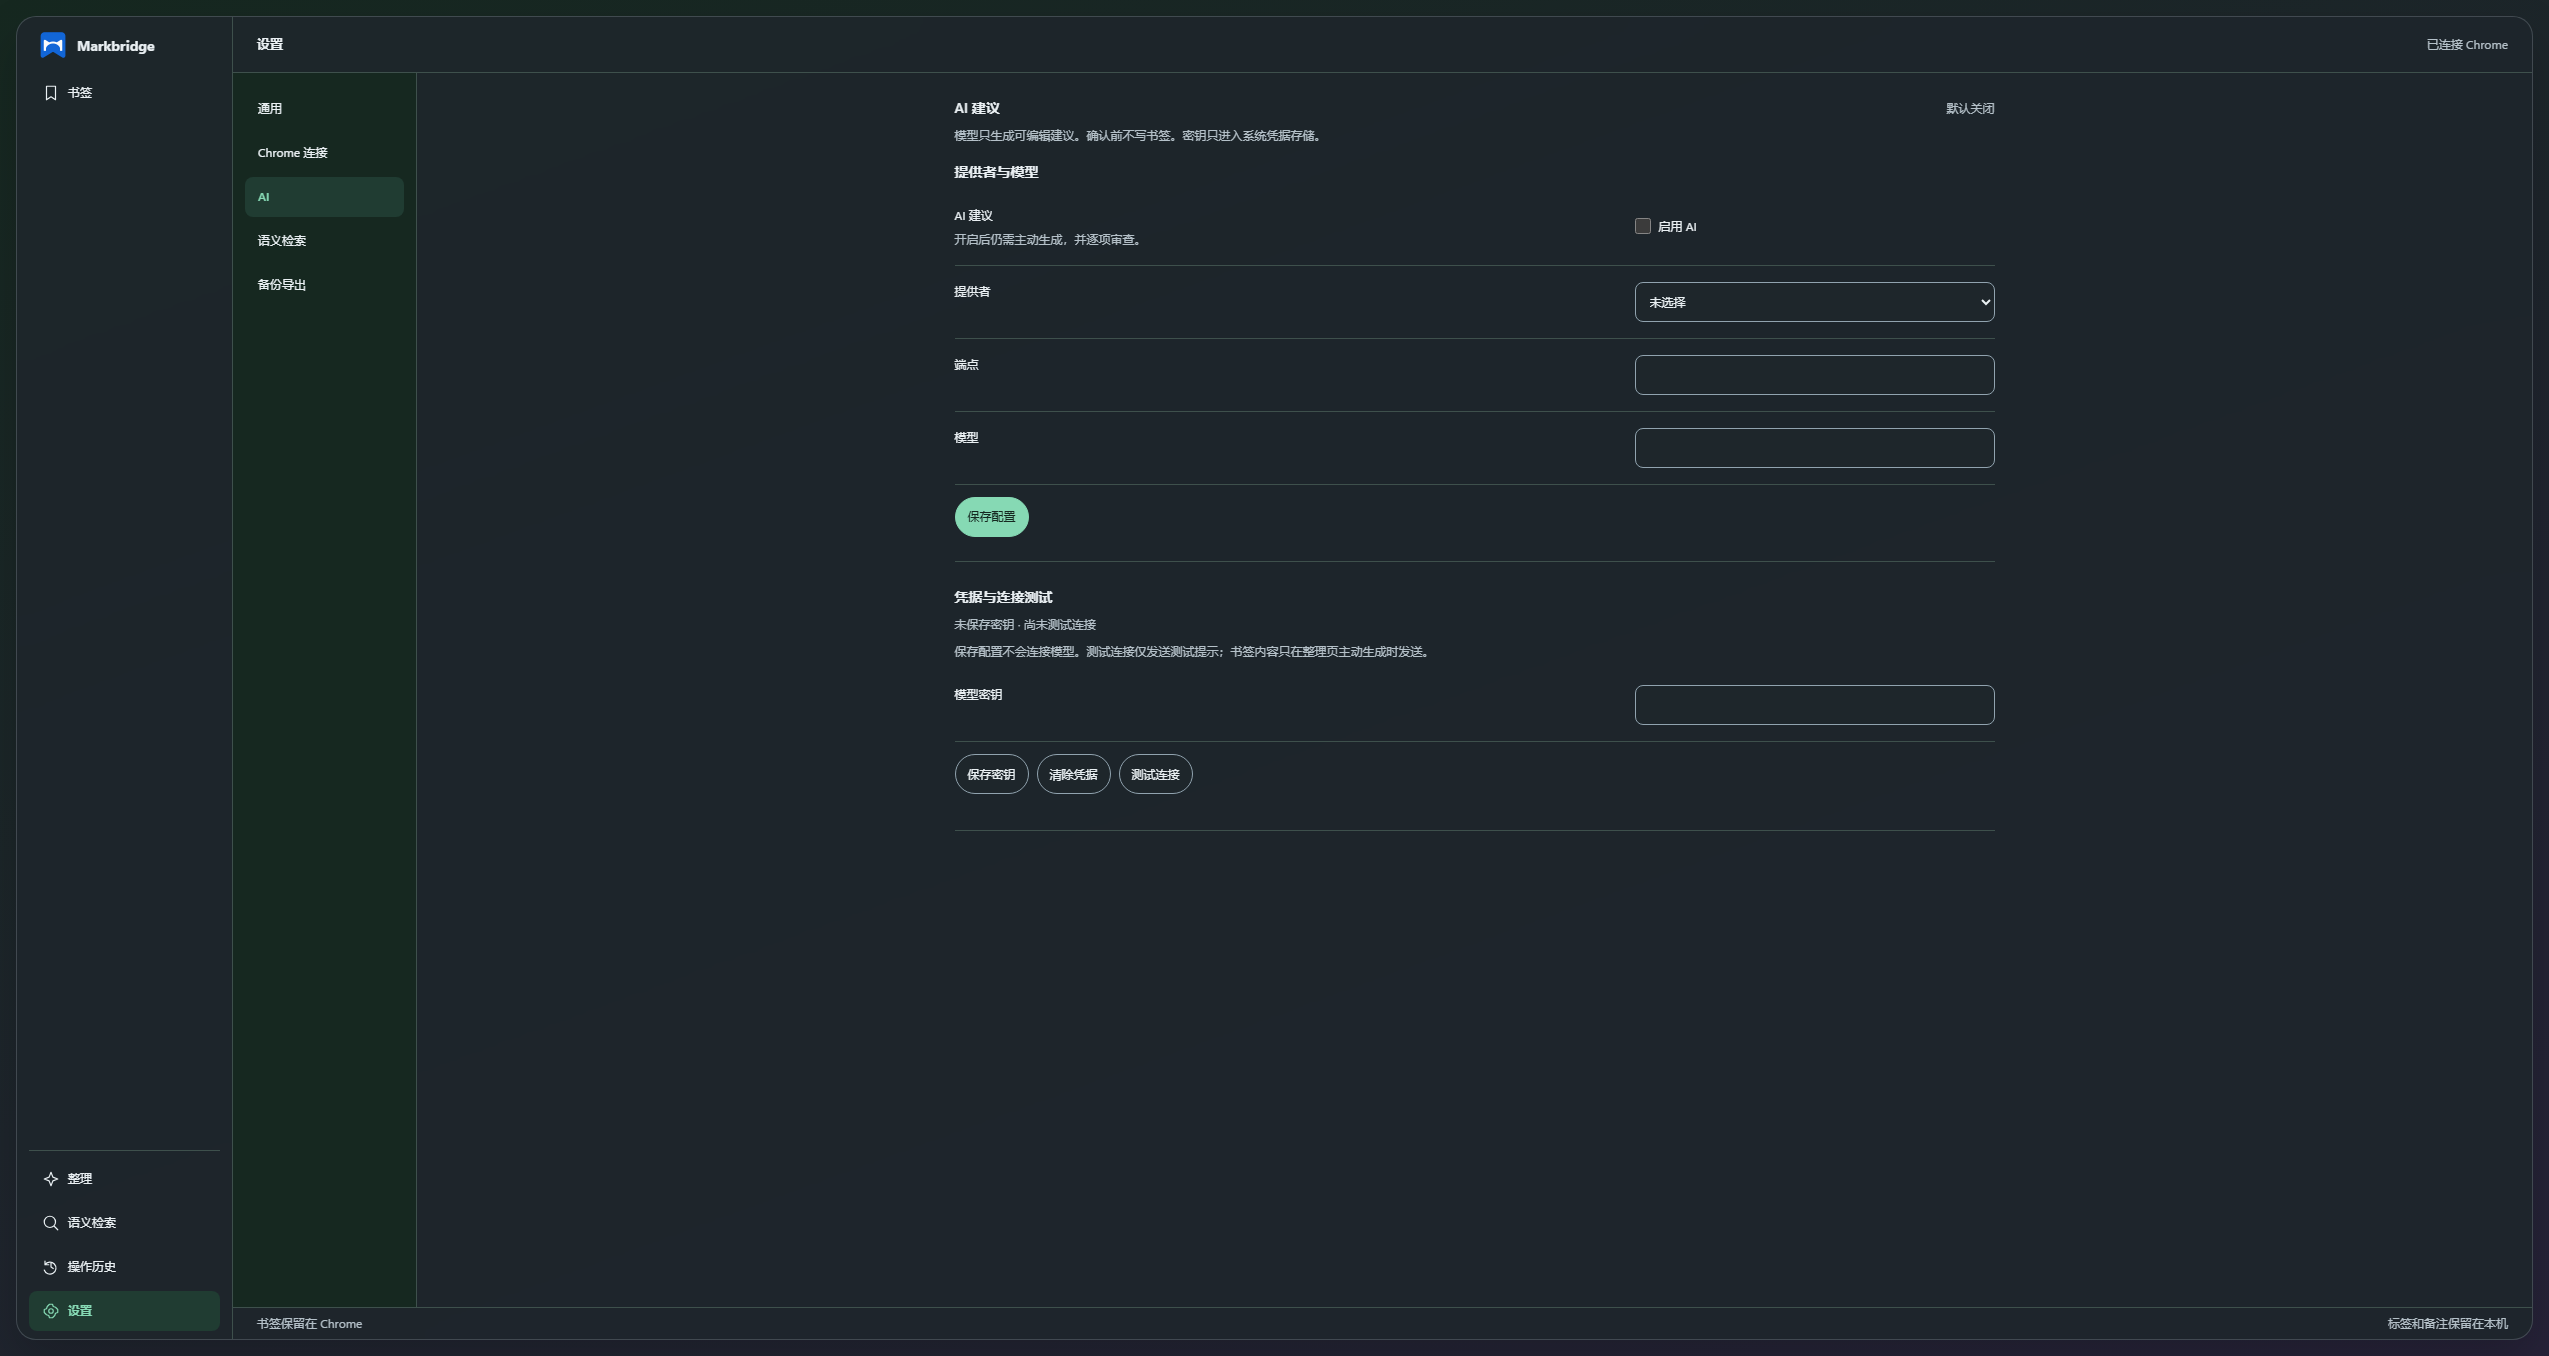 Markbridge
书签
整理
语义检索
操作历史
设置
设置
已连接 Chrome
通用
Chrome 连接
AI
语义检索
备份导出
AI 建议
默认关闭
模型只生成可编辑建议。确认前不写书签。密钥只进入系统凭据存储。
提供者与模型
AI 建议
开启后仍需主动生成，并逐项审查。
启用 AI
提供者
未选择
端点
模型
保存配置
凭据与连接测试
未保存密钥 · 尚未测试连接
保存配置不会连接模型。测试连接仅发送测试提示；书签内容只在整理页主动生成时发送。
模型密钥
保存密钥
清除凭据
测试连接
书签保留在 Chrome
标签和备注保留在本机